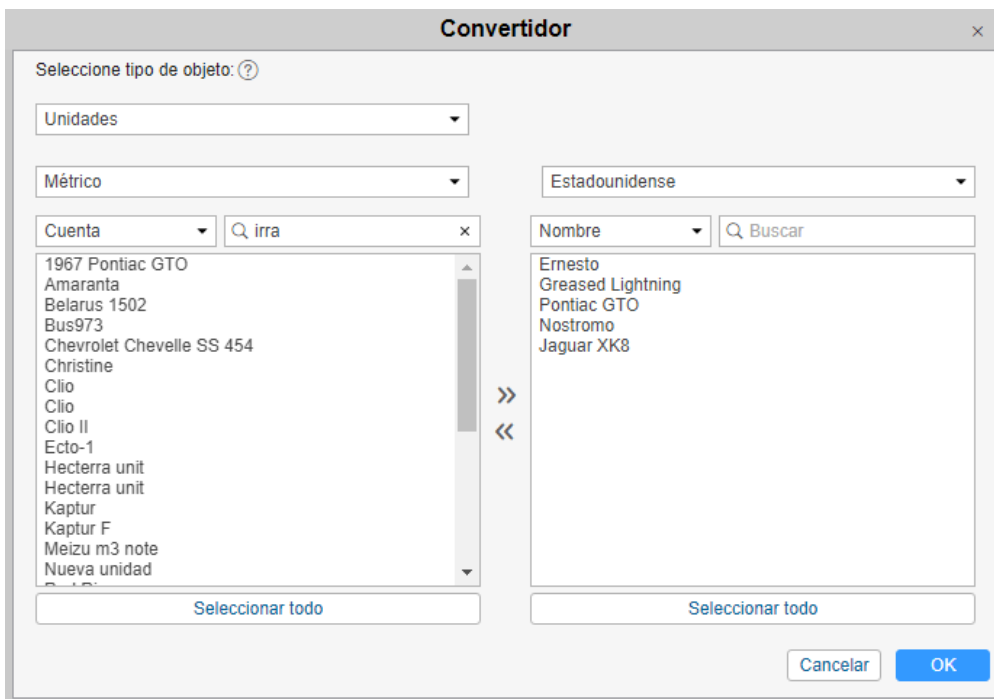 Convertidor
Seleccione tipo de objeto: ?
Unidades
Métrico
Estadounidense
Cuenta
irra
Nombre
Buscar
1967 Pontiac GTO
Amaranta
Belarus 1502
Bus973
Chevrolet Chevelle SS 454
Christine
Clio
Clio
Clio II
Ecto-1
Hecterra unit
Hecterra unit
Kaptur
Kaptur F
Meizu m3 note
Nueva unidad
Ernesto
Greased Lightning
Pontiac GTO
Nostromo
Jaguar XK8
Seleccionar todo
Seleccionar todo
Cancelar
OK